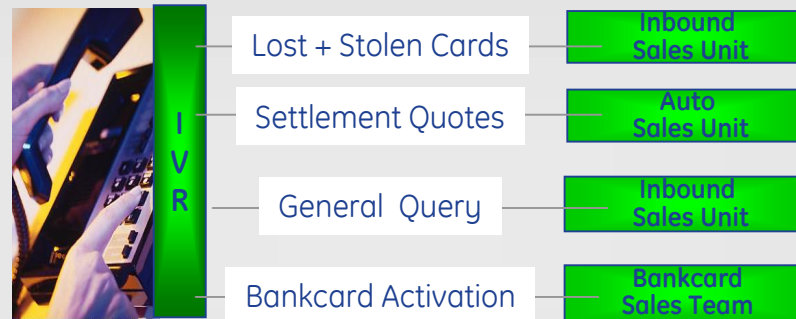 I
V
R
Lost + Stolen Cards
Inbound
Sales Unit
Settlement Quotes
Auto
Sales Unit
General Query
Inbound
Sales Unit
Bankcard Activation
Bankcard
Sales Team